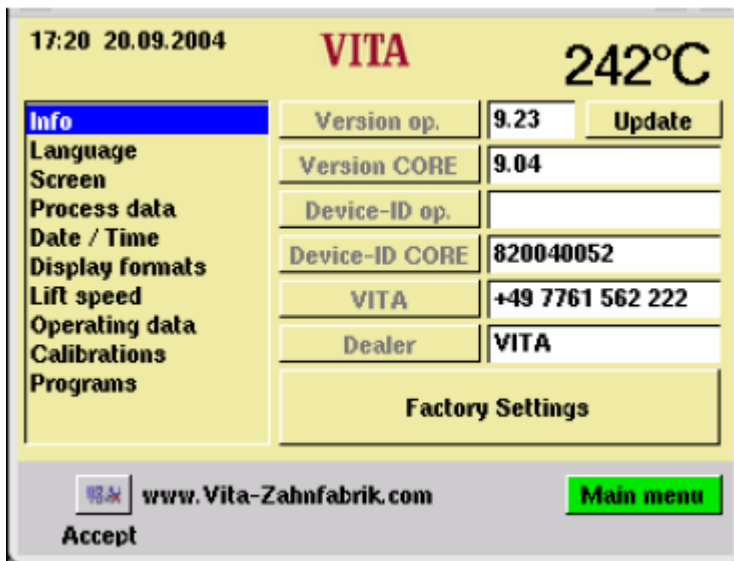 17:20 20.09.2004
VITA
242°C
Info
Language
Screen
Process data
Date / Time
Display formats
Lift speed
Operating data
Calibrations
Programs
Version op. 9.23 Update
Version CORE 9.04
Device-ID op.
Device-ID CORE 820040052
VITA +49 7761 562 222
Dealer VITA
Factory Settings
www.Vita-Zahnfabrik.com
Main menu
Accept